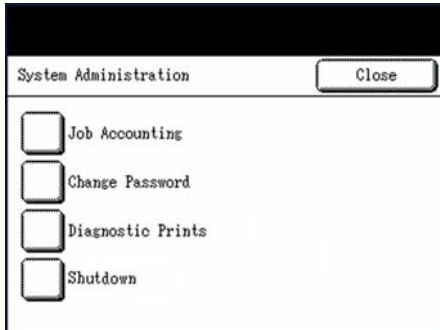 System Administration
Close
Job Accounting
Change Password
Diagnostic Prints
Shutdown